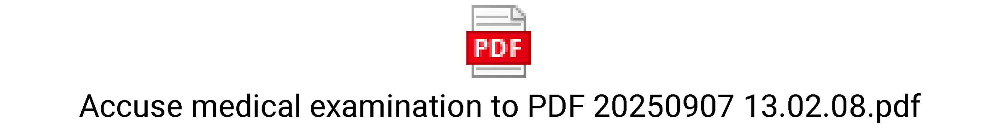 PDF
Accuse medical examination to PDF 20250907 13.02.08.pdf